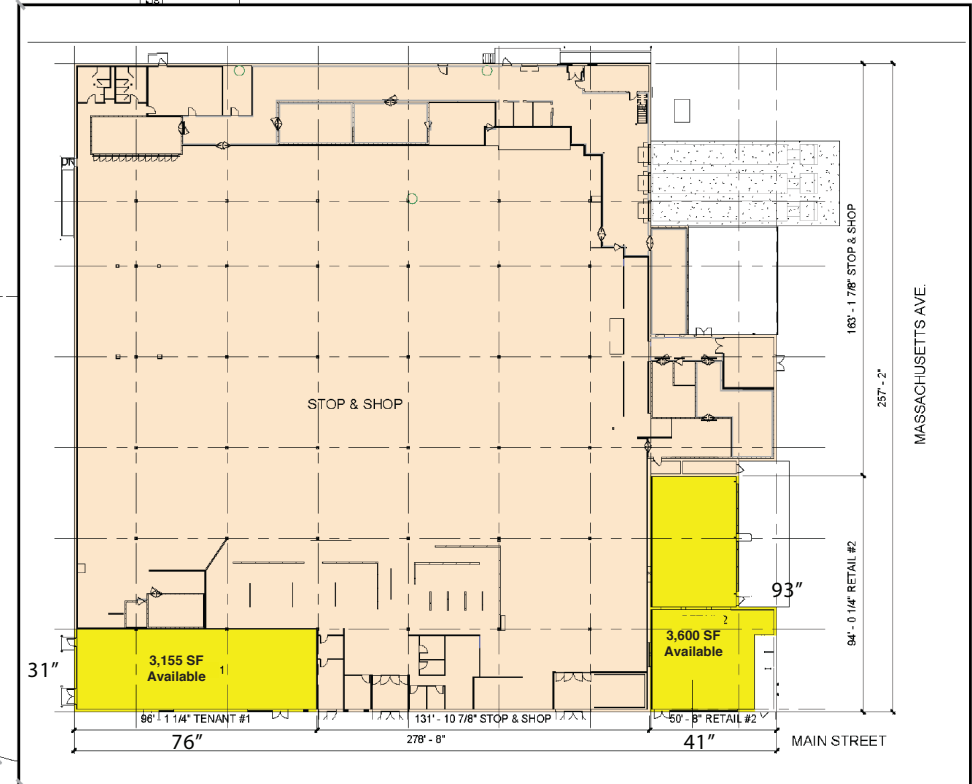 163' - 1 7/8" STOP & SHOP
MASSACHUSETTS AVE.
257' - 2"
STOP & SHOP
94' - 0 1/4" RETAIL #2
93”
2
3,600 SF
Available
3,155 SF
Available
1
31”
96' - 1 1/4" TENANT #1
131' - 10 7/8" STOP & SHOP
50' - 8" RETAIL #2
76”
278' - 8"
41”
MAIN STREET